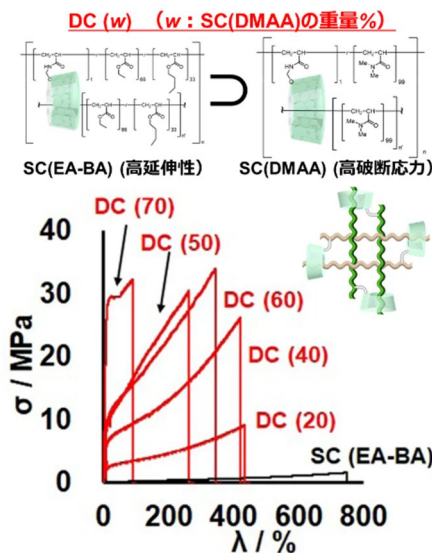 DC (w) (w : SC(DMAA)の重量%)
SC(EA-BA) (高延伸性)
SC(DMAA) (高破断応力)
DC (70)
DC (50)
DC (60)
DC (40)
DC (20)
SC (EA-BA)
40
30
20
10
0
σ / MPa
0 200 400 600 800
λ / %